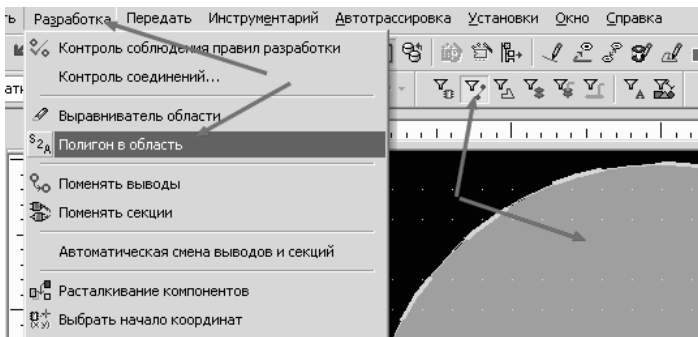 ь Разработка Передать Инструментарий Автотрассировка Установки Окно Справка
Контроль соблюдения правил разработки
Контроль соединений...
Выравниватель области
Полигон в область
Поменять выводы
Поменять секции
Автоматическая смена выводов и секций
Расталкивание компонентов
Выбрать начало координат